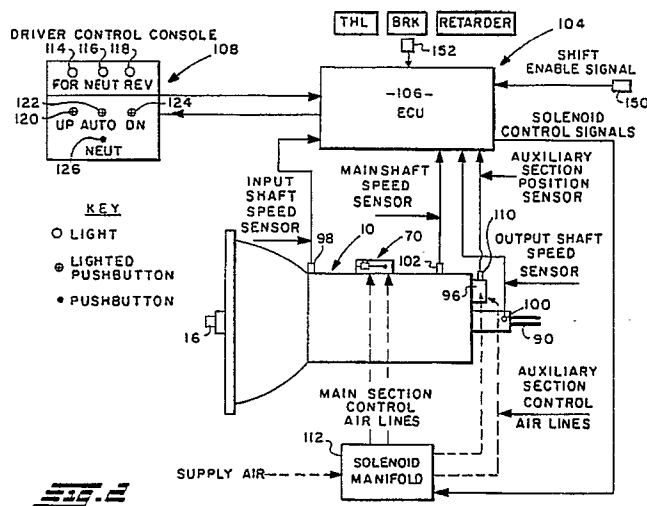 THL BRK RETARDER
DRIVER CONTROL CONSOLE
114 116 118
108
152
104
FOR NEUT REV
122 124
120
UP AUTO DN
NEUT
126
-106-
ECU
SHIFT
ENABLE SIGNAL
150
SOLENOID
CONTROL SIGNALS
KEY
LIGHT
LIGHTED
PUSHBUTTON
PUSHBUTTON
INPUT
SHAFT
SPEED
SENSOR
MAINSHAFT
SPEED
SENSOR
AUXILIARY
SECTION
POSITION
SENSOR
110
OUTPUT SHAFT
SPEED
SENSOR
98
10
70
102
96
100
16
90
MAIN SECTION
CONTROL
AIR LINES
AUXILIARY
SECTION
CONTROL
AIR LINES
112
SOLENOID
MANIFOLD
SUPPLY AIR
Fig. 2